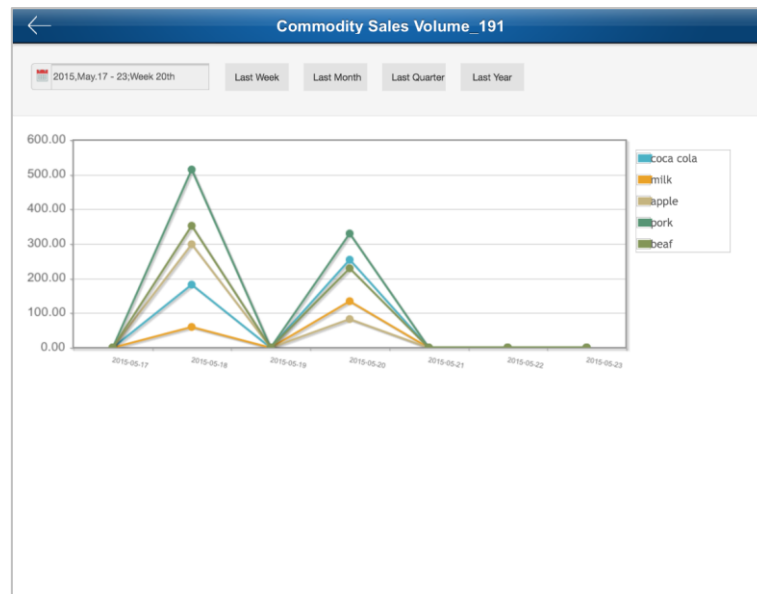 Commodity Sales Volume_191
2015,May.17 - 23;Week 20th
Last Week
Last Month
Last Quarter
Last Year
600.00
500.00
400.00
300.00
200.00
100.00
0.00
2015-05-17
2015-05-18
2015-05-19
2015-05-20
2015-05-21
2015-05-22
2015-05-23
coca cola
milk
apple
pork
beaf